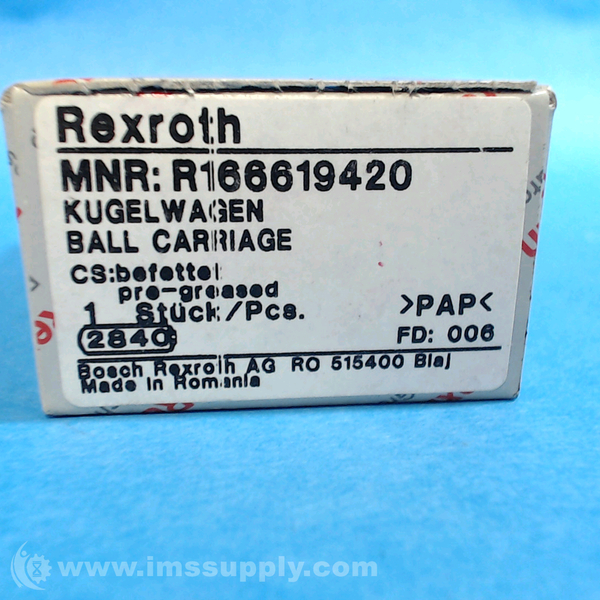 Rexroth
MNR: R166619420
KUGELWAGEN
BALL CARRIAGE
CS:befettet
pre-greased
1 Stück/Pcs.
>PAP<
2840
FD: 006
Bosch Rexroth AG RO 515400 Blaj
Made in Romania
www.imssupply.com